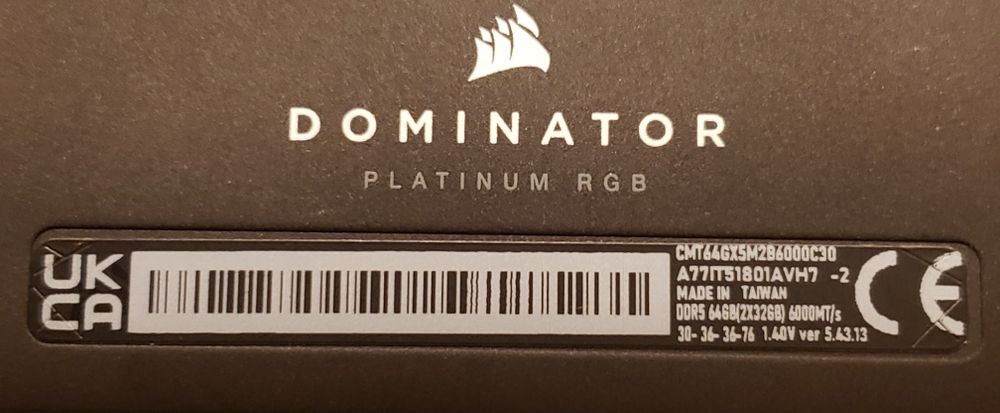 DOMINATOR
PLATINUM RGB
UK
CA
CMT64GX5M2B6000C30
A77IT51801AVH7 -2
MADE IN TAIWAN
DDR5 64GB(2X32GB) 6000MT/s
30-36-36-76 1.40V ver 5.43.13
CE